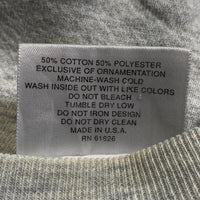 50% COTTON 50% POLYESTER
EXCLUSIVE OF ORNAMENTATION
MACHINE-WASH COLD
WASH INSIDE OUT WITH LIKE COLORS
DO NOT BLEACH
TUMBLE DRY LOW
DO NOT IRON DESIGN
DO NOT DRY CLEAN
MADE IN U.S.A.
RN 61926